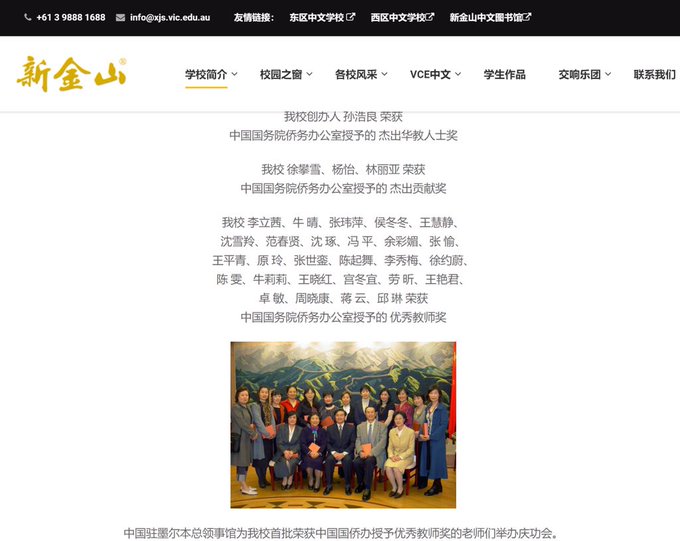 +61 3 9888 1688 info@xjs.vic.edu.au 友情链接： 东区中文学校 西区中文学校 新金山中文图书馆
新金山®
学校简介 校园之窗 各校风采 VCE中文 学生作品 交响乐团 联系我们
我校创办人 孙浩良 荣获
中国国务院侨务办公室授予的 杰出华教人士奖
我校 徐攀雪、杨怡、林丽亚 荣获
中国国务院侨务办公室授予的 杰出贡献奖
我校 李立茜、牛 晴、张玮萍、侯冬冬、王慧静、
沈雪羚、范春贤、沈 琢、冯 平、余彩媚、张 愉、
王平青、原 玲、张世銮、陈起舞、李秀梅、徐约蔚、
陈 雯、牛莉莉、王晓红、宫冬宜、劳 昕、王艳君、
卓 敏、周晓康、蒋 云、邱 琳 荣获
中国国务院侨务办公室授予的 优秀教师奖
中国驻墨尔本总领事馆为我校首批荣获中国国侨办授予优秀教师奖的老师们举办庆功会。